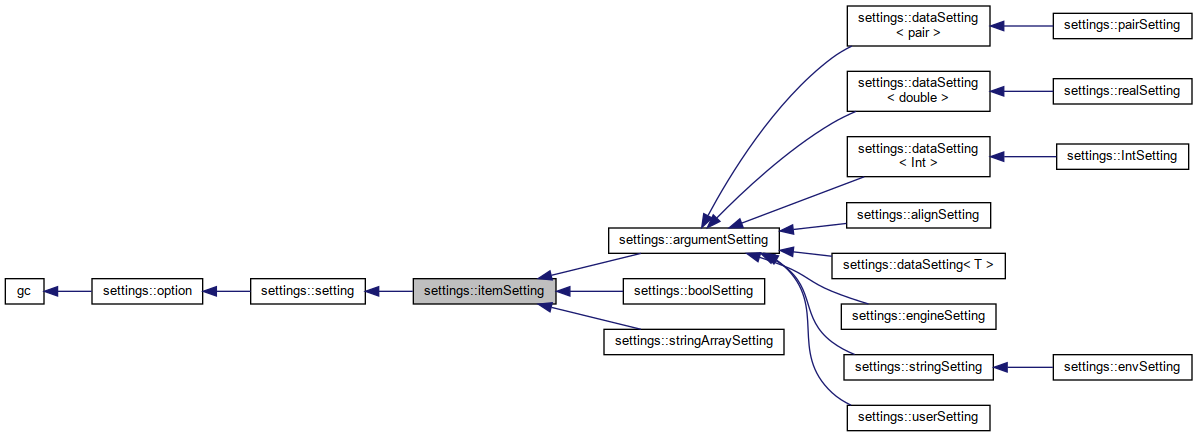 settings::dataSetting
< pair >
settings::pairSetting
settings::dataSetting
< double >
settings::realSetting
settings::dataSetting
< Int >
settings::IntSetting
settings::alignSetting
settings::argumentSetting
settings::dataSetting< T >
gc
settings::option
settings::setting
settings::itemSetting
settings::boolSetting
settings::engineSetting
settings::stringArraySetting
settings::stringSetting
settings::envSetting
settings::userSetting